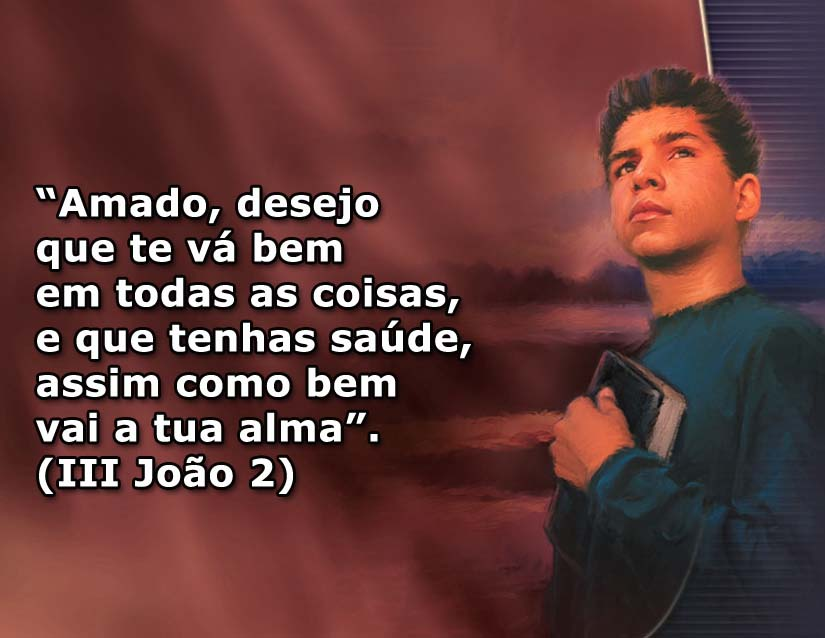 “Amado, desejo
que te vá bem
em todas as coisas,
e que tenhas saúde,
assim como bem
vai a tua alma”.
(III João 2)